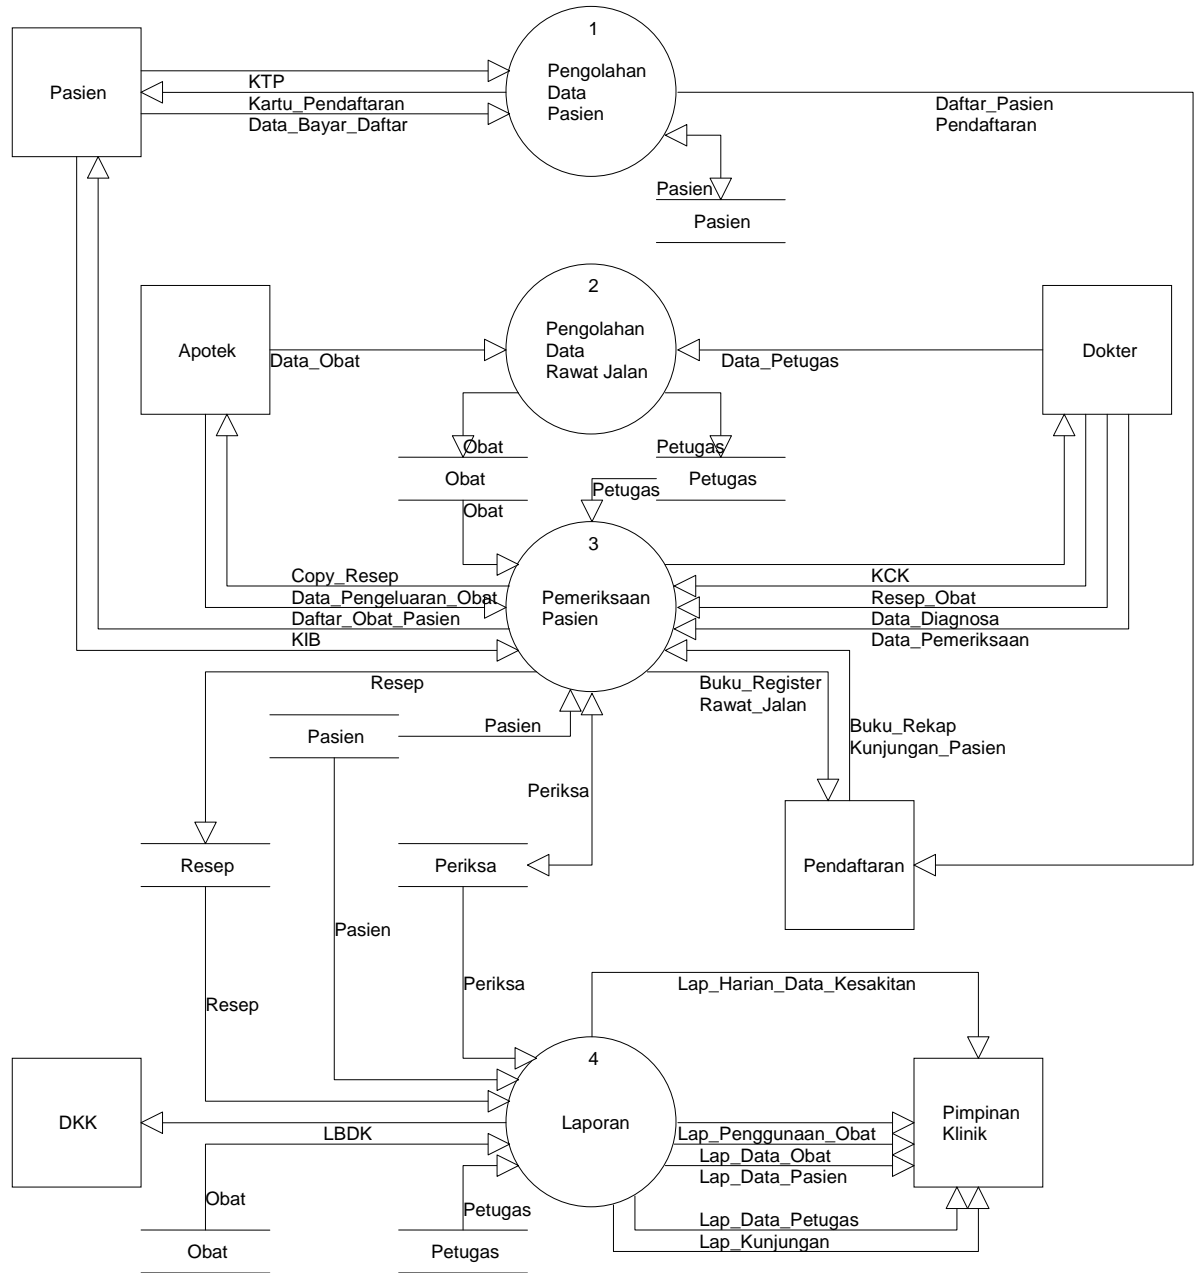 1
Pengolahan
Data
Pasien
Pasien
KTP
Kartu_Pendaftaran
Data_Bayar_Daftar
Daftar_Pasien
Pendaftaran
Pasien
Pasien
2
Pengolahan
Data
Rawat Jalan
Apotek
Data_Obat
Data_Petugas
Dokter
Obat
Petugas
Obat
Petugas
Petugas
Obat
3
Pemeriksaan
Pasien
Copy_Resep
Data_Pengeluaran_Obat
Daftar_Obat_Pasien
KIB
KCK
Resep_Obat
Data_Diagnosa
Data_Pemeriksaan
Resep
Buku_Register
Rawat_Jalan
Pasien
Pasien
Buku_Rekap
Kunjungan_Pasien
Periksa
Resep
Periksa
Pendaftaran
Pasien
Periksa
Resep
Lap_Harian_Data_Kesakitan
4
Laporan
DKK
LBDK
Pimpinan
Klinik
Lap_Penggunaan_Obat
Lap_Data_Obat
Lap_Data_Pasien
Obat
Petugas
Lap_Data_Petugas
Lap_Kunjungan
Obat
Petugas